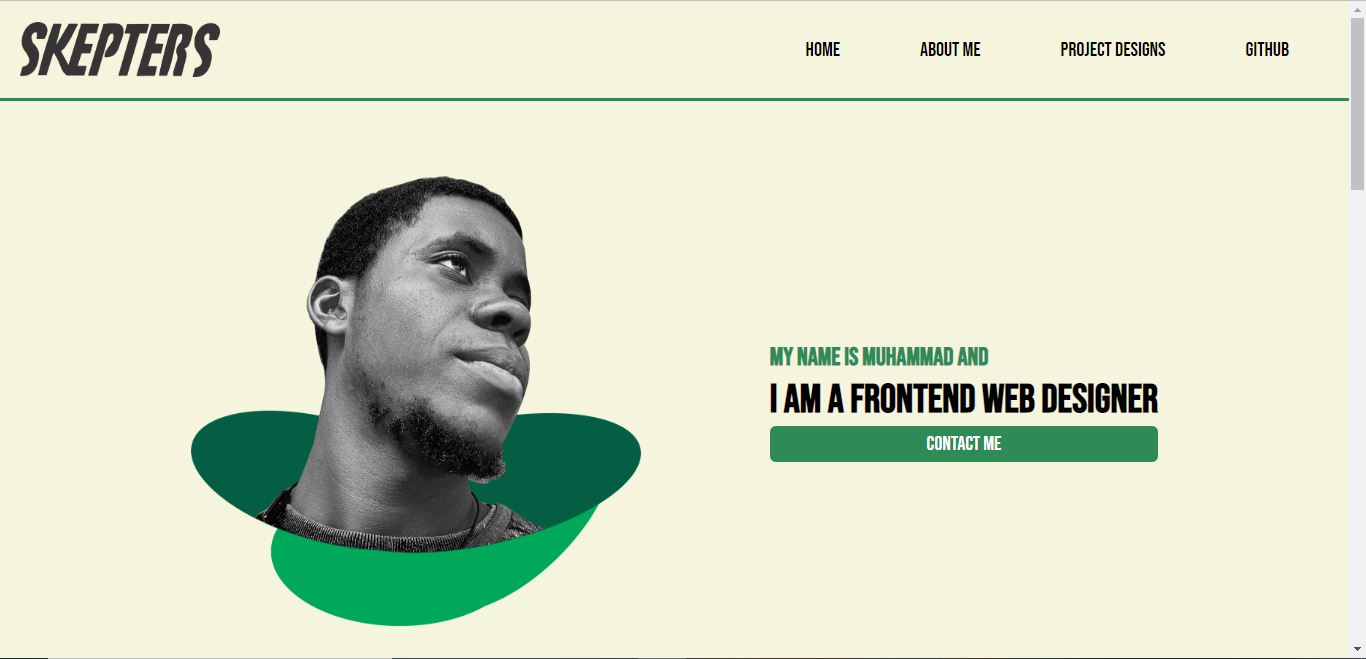 SKEPTERS
HOME ABOUT ME PROJECT DESIGNS GITHUB
MY NAME IS MUHAMMAD AND
I AM A FRONTEND WEB DESIGNER
CONTACT ME